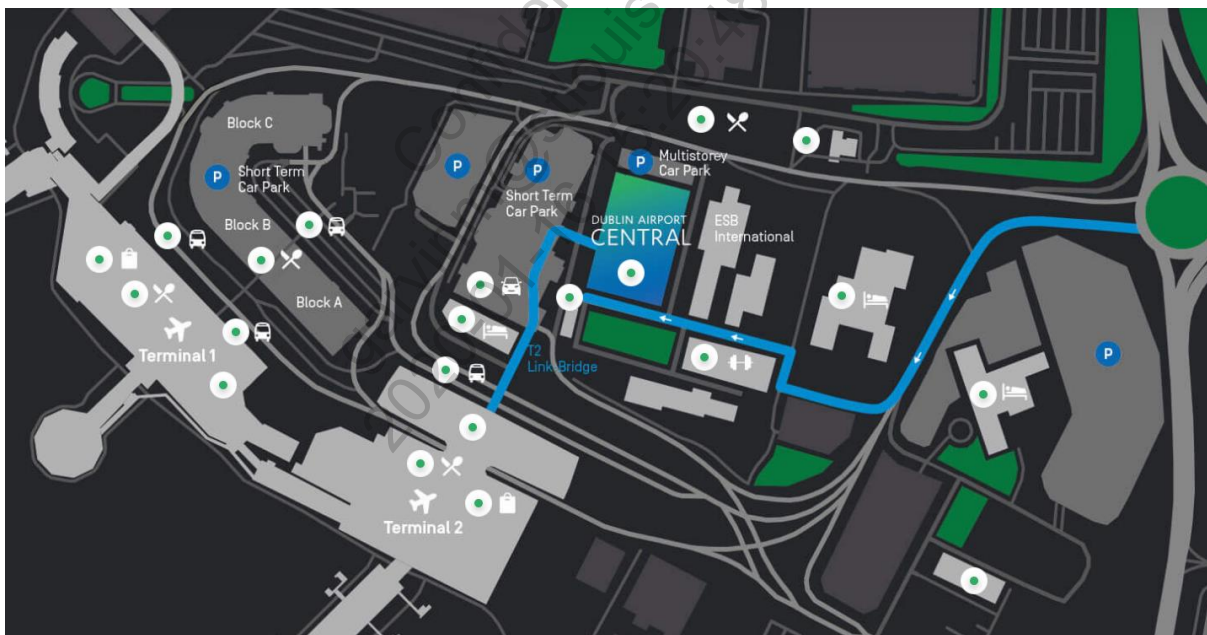 Block C
P
Short Term
Car Park
Block B
Block A
P
P
Short Term
Car Park
P
Multistorey
Car Park
DUBLIN AIRPORT
CENTRAL
ESB
International
T2
Link-Bridge
P
Terminal 1
Terminal 2